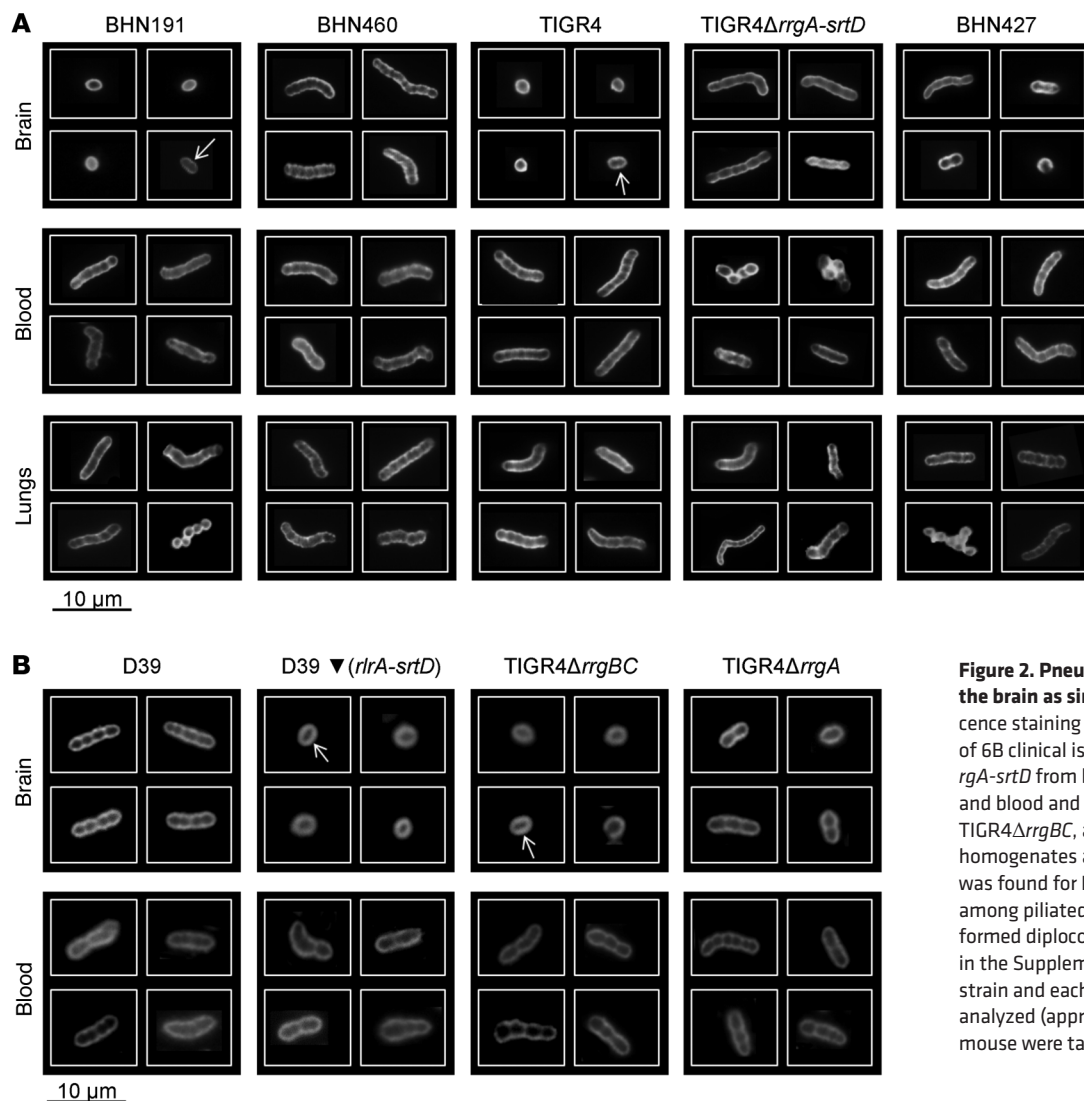 A
BHN191 BHN460 TIGR4 TIGR4ΔrrgA-srtD BHN427
Brain
Blood
Lungs
10 µm
B
D39 D39 ▼(rlrA-srtD) TIGR4ΔrrgBC TIGR4ΔrrgA
Brain
Blood
10 µm
Figure 2. Pneu
the brain as sin
cence staining
of 6B clinical is
rgA-srtD from
and blood and
TIGR4ΔrrgBC, a
homogenates a
was found for
among piliated
formed diploco
in the Supplem
strain and each
analyzed (appr
mouse were ta